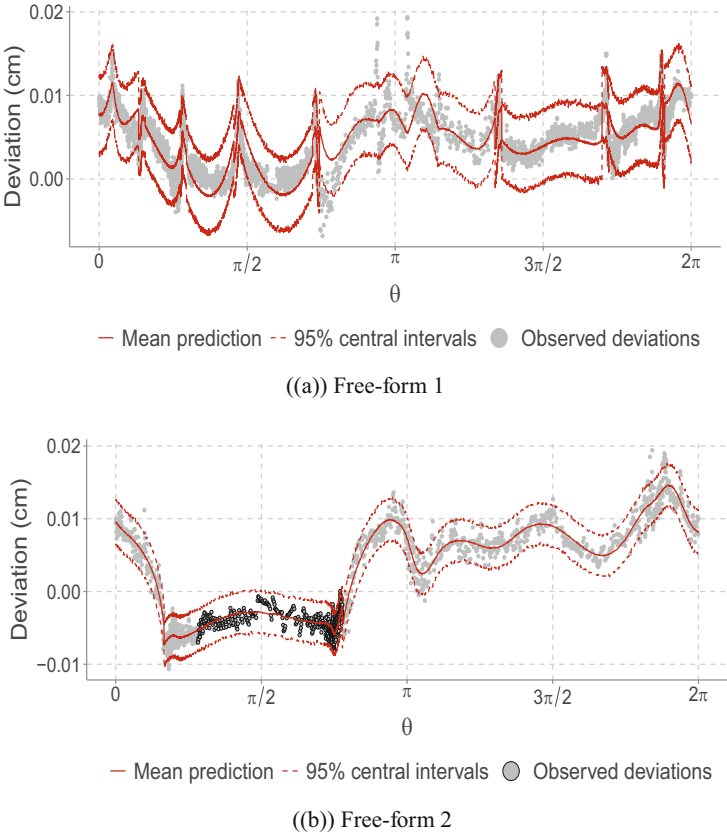 0.02
0.01
0.00
Deviation (cm)
0 π/2 π 3π/2 2π
θ
Mean prediction 95% central intervals Observed deviations
((a)) Free-form 1
0.02
0.01
0.00
−0.01
Deviation (cm)
0 π/2 π 3π/2 2π
θ
Mean prediction 95% central intervals Observed deviations
((b)) Free-form 2